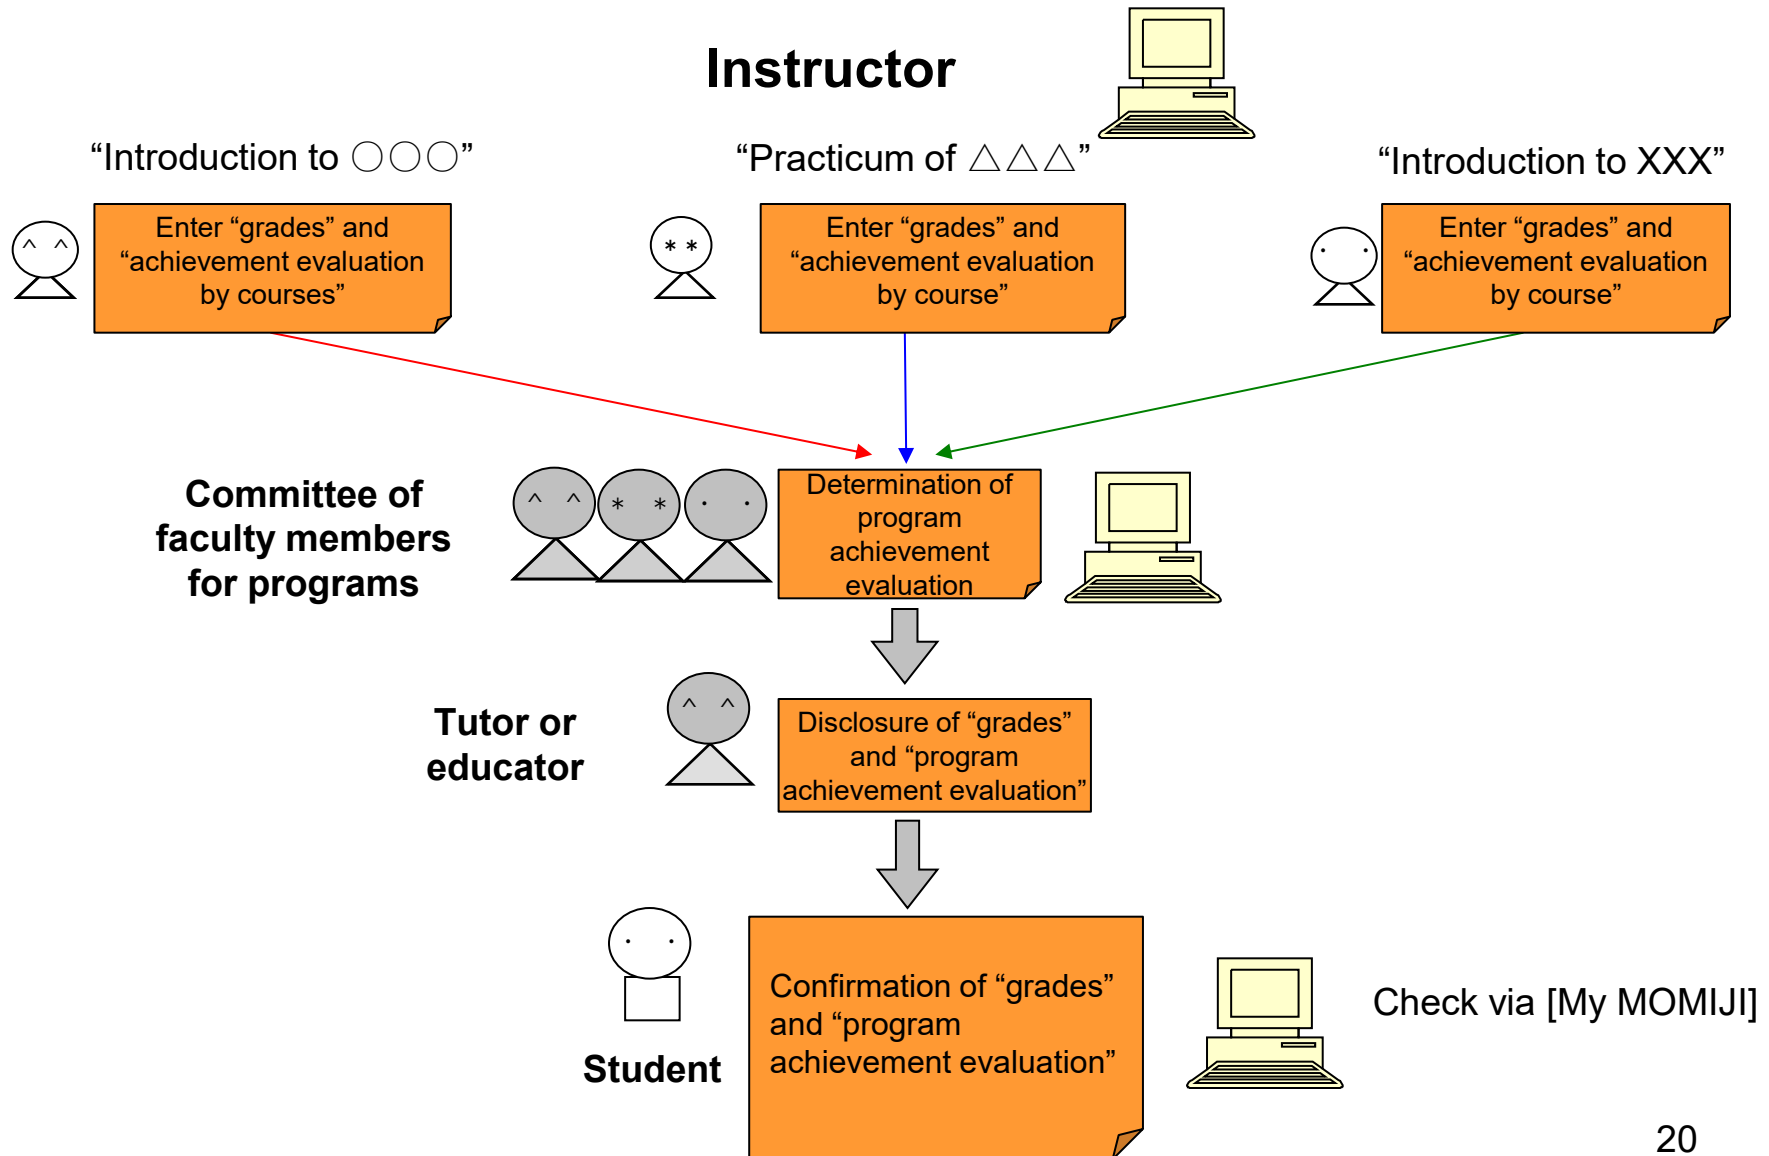 Instructor
“Introduction to ○○○”
“Practicum of △△△”
“Introduction to XXX”
Enter “grades” and
“achievement evaluation
by courses”
Enter “grades” and
“achievement evaluation
by course”
Enter “grades” and
“achievement evaluation
by course”
Committee of
faculty members
for programs
Determination of
program
achievement
evaluation
Tutor or
educator
Disclosure of “grades”
and “program
achievement evaluation”
Student
Confirmation of “grades”
and “program
achievement evaluation”
Check via [My MOMIJI]
20